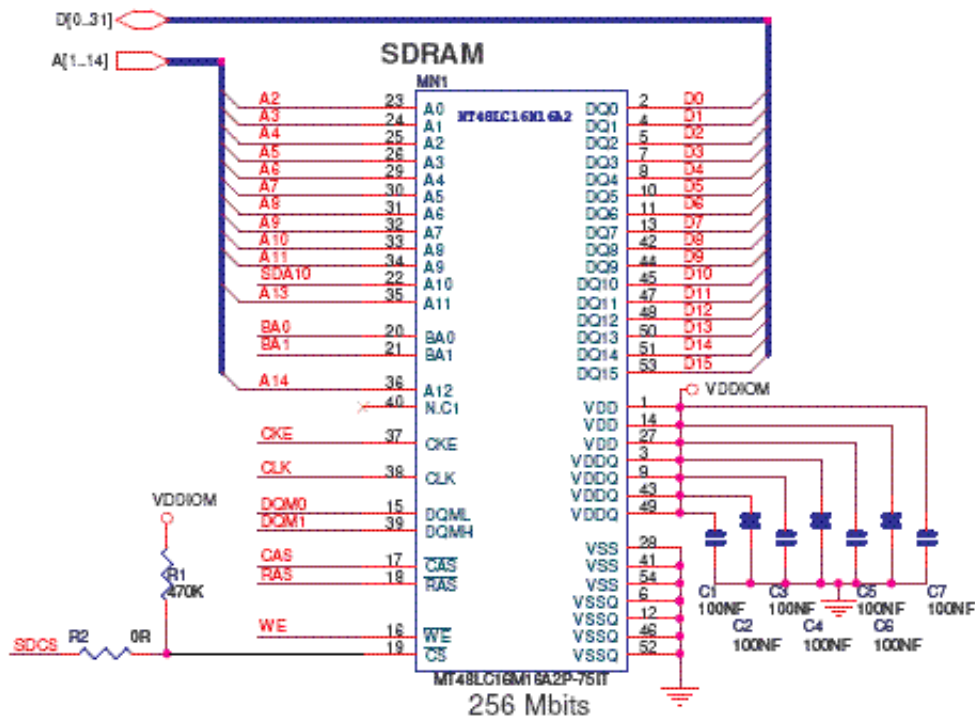 D[0..31]
A[1..14]
SDRAM
MN1
MT48LC16M16A2
A2 23 A0 DQ0 2 D0
A3 24 A1 DQ1 4 D1
A4 25 A2 DQ2 5 D2
A5 26 A3 DQ3 7 D3
A6 29 A4 DQ4 8 D4
A7 30 A5 DQ5 10 D5
A8 31 A6 DQ6 11 D6
A9 32 A7 DQ7 13 D7
A10 33 A8 DQ8 42 D8
A11 34 A9 DQ9 44 D9
SDA10 22 A10 DQ10 45 D10
A13 35 A11 DQ11 47 D11
DQ12 48 D12
BA0 20 BA0 DQ13 50 D13
BA1 21 BA1 DQ14 51 D14
DQ15 53 D15
A14 36 A12
VDDIOM
40 N.C1 VDD 1
VDD 14
CKE 37 CKE VDD 27
VDDQ 3
CLK 38 CLK VDDQ 9
VDDQ 43
VDDIOM
DQM0 15 DQML VDDQ 49
DQM1 39 DQMH
VSS 28
CAS 17 CAS VSS 41
RAS 18 RAS VSS 54
R1
470K
VSSQ 6
VSSQ 12
WE 16 WE VSSQ 46
SDCS R2 0R 19 CS VSSQ 52
C1 C3 C5 C7
100NF 100NF 100NF 100NF
C2 C4 C6
100NF 100NF 100NF
MT48LC16M16A2P-75IT
256 Mbits